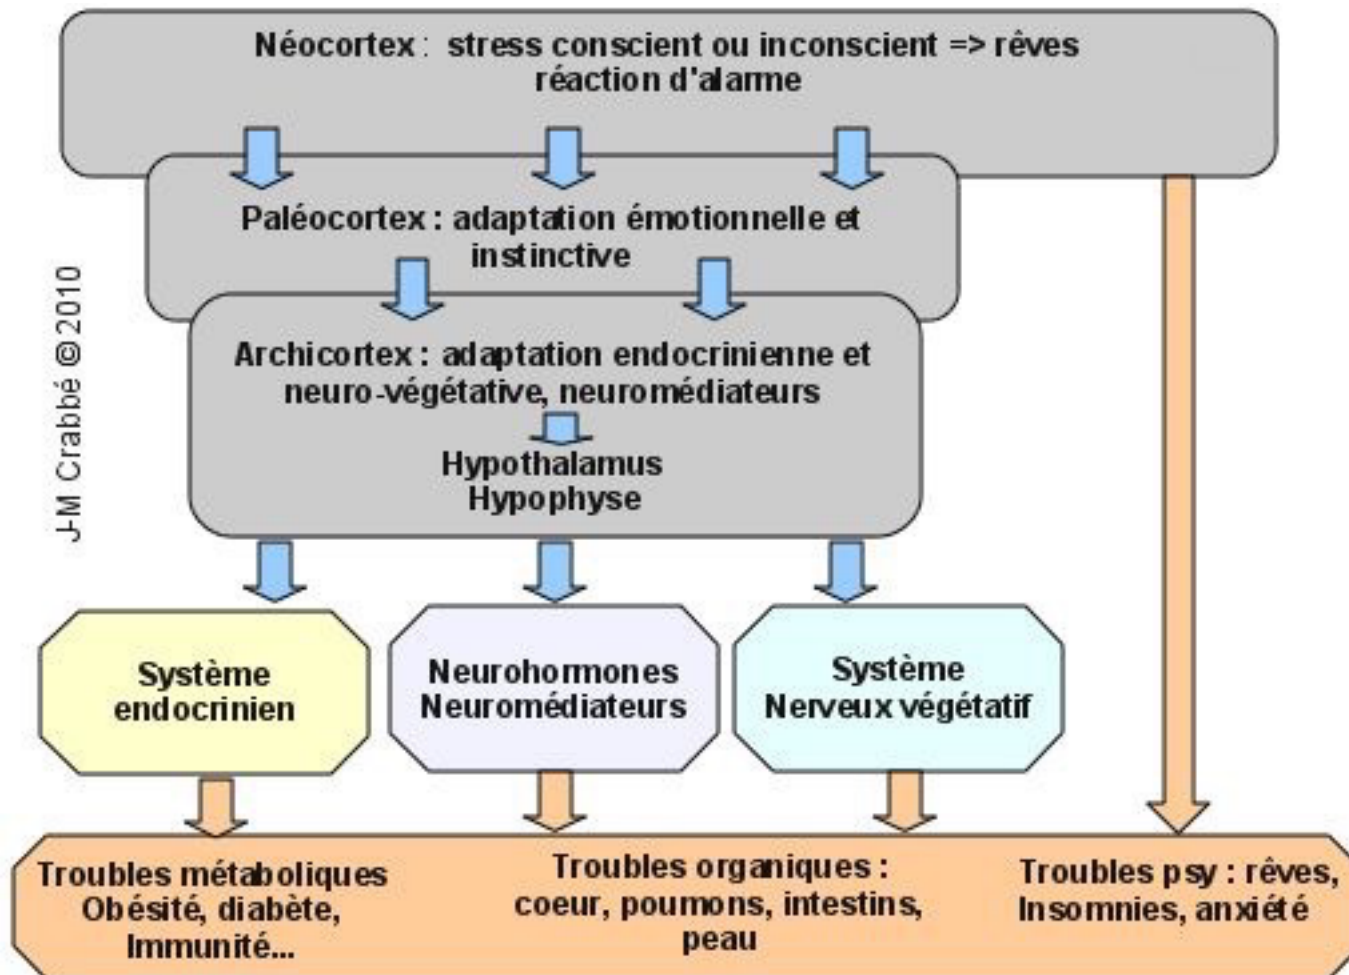 Néocortex : stress conscient ou inconscient => rêves
réaction d'alarme
Paléocortex : adaptation émotionnelle et
instinctive
Archicortex : adaptation endocrinienne et
neuro-végétative, neuromédiateurs
Hypothalamus
Hypophyse
J-M Crabbé © 2010
Système
endocrinien
Neurohormones
Neuromédiateurs
Système
Nerveux végétatif
Troubles métaboliques
Obésité, diabète,
Immunité...
Troubles organiques :
coeur, poumons, intestins,
peau
Troubles psy : rêves,
Insomnies, anxiété